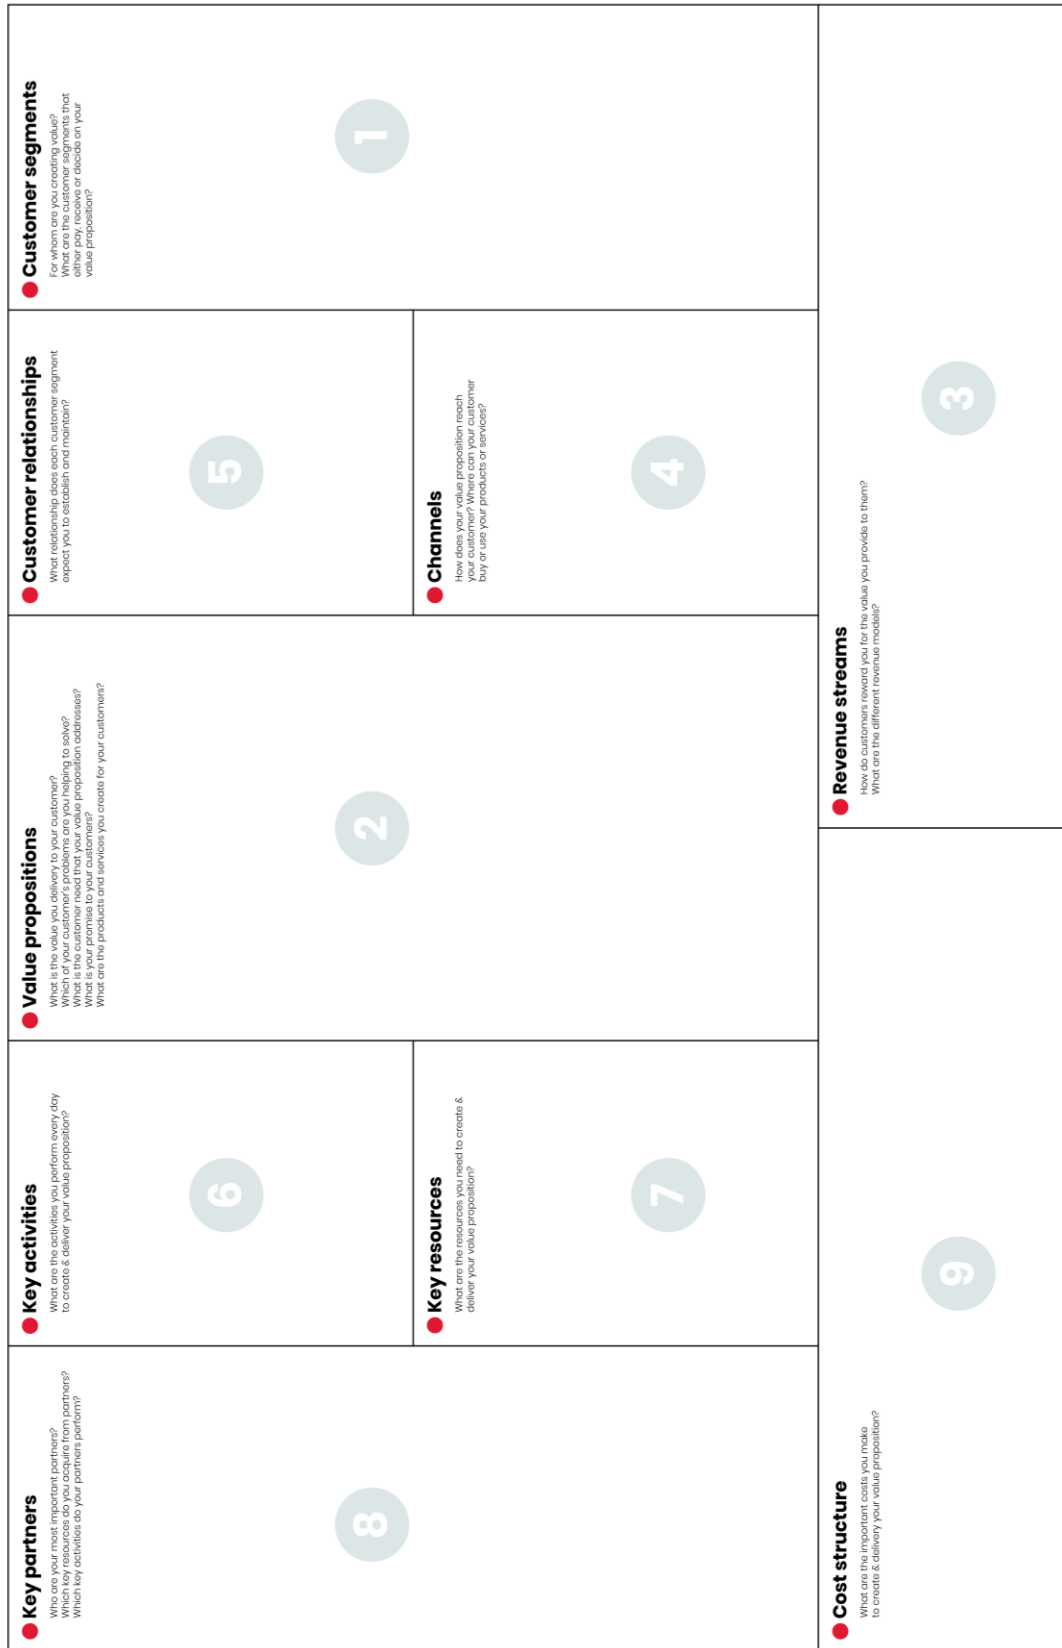 Key partners
Who are your most important partners?
Which key resources do you acquire from partners?
Which key activities do your partners perform?
8
Key activities
What are the activities you perform every day
to create & deliver your value proposition?
6
Key resources
What are the resources you need to create &
deliver your value proposition?
7
Value propositions
What is the value you delivery to your customer?
Which of your customer's problems are you helping to solve?
What is the customer need that your value proposition addresses?
What is your promise to your customers?
What are the products and services you create for your customers?
2
Customer relationships
What relationship does each customer segment
expect you to establish and maintain?
5
Channels
How does your value proposition reach
your customer? Where can your customer
buy or use your products or services?
4
Customer segments
For whom are you creating value?
What are the customer segments that
either pay, receive or decide on your
value proposition?
1
Cost structure
What are the important costs you make
to create & delivery your value proposition?
9
Revenue streams
How do customers reward you for the value you provide to them?
What are the different revenue models?
3